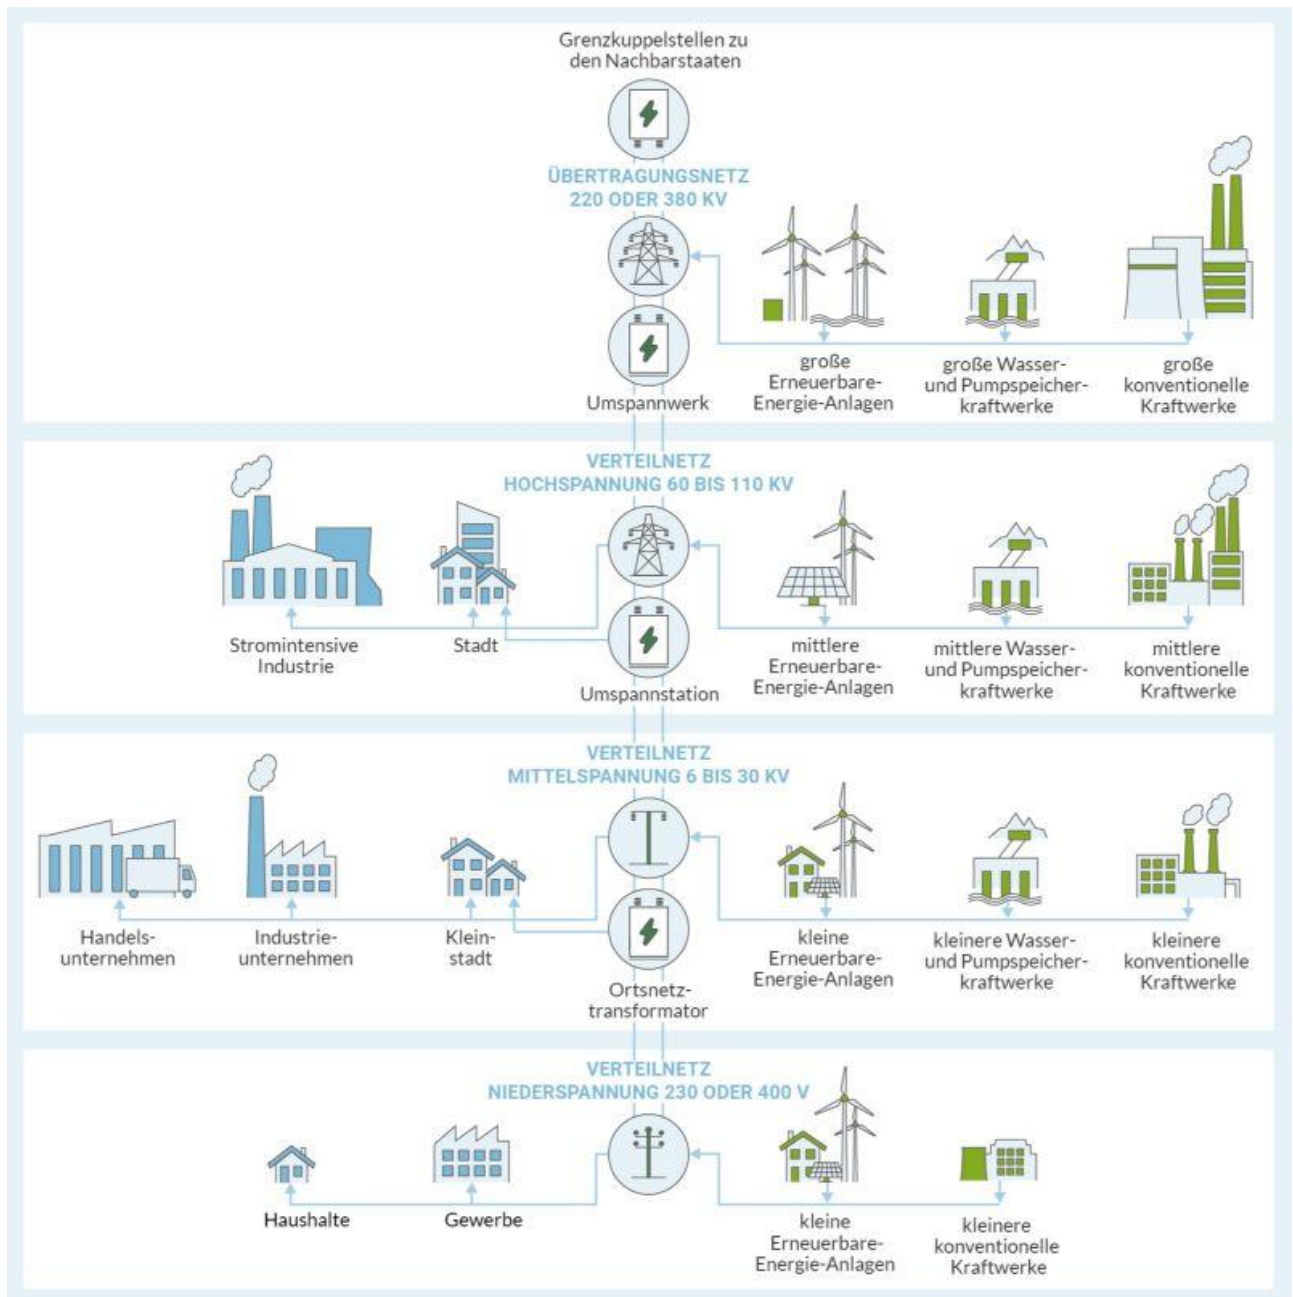 Grenzkuppelstellen zu
den Nachbarstaaten
ÜBERTRAGUNGSNETZ
220 ODER 380 KV
Umspannwerk
große
Erneuerbare-
Energie-Anlagen
große Wasser-
und Pumpspeicher-
kraftwerke
große
konventionelle
Kraftwerke
VERTEILNETZ
HOCHSPANNUNG 60 BIS 110 KV
Stromintensive
Industrie
Stadt
Umspannstation
mittlere
Erneuerbare-
Energie-Anlagen
mittlere Wasser-
und Pumpspeicher-
kraftwerke
mittlere
konventionelle
Kraftwerke
VERTEILNETZ
MITTELSPANNUNG 6 BIS 30 KV
Handels-
unternehmen
Industrie-
unternehmen
Klein-
stadt
Ortsnetz-
transformator
kleine
Erneuerbare-
Energie-Anlagen
kleinere Wasser-
und Pumpspeicher-
kraftwerke
kleinere
konventionelle
Kraftwerke
VERTEILNETZ
NIEDERSPANNUNG 230 ODER 400 V
Haushalte
Gewerbe
kleine
Erneuerbare-
Energie-Anlagen
kleinere
konventionelle
Kraftwerke